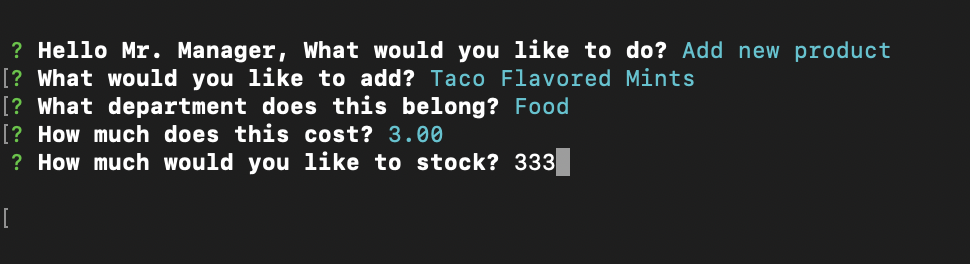 ? Hello Mr. Manager, What would you like to do? Add new product
[? What would you like to add? Taco Flavored Mints
[? What department does this belong? Food
[? How much does this cost? 3.00
? How much would you like to stock? 333
[